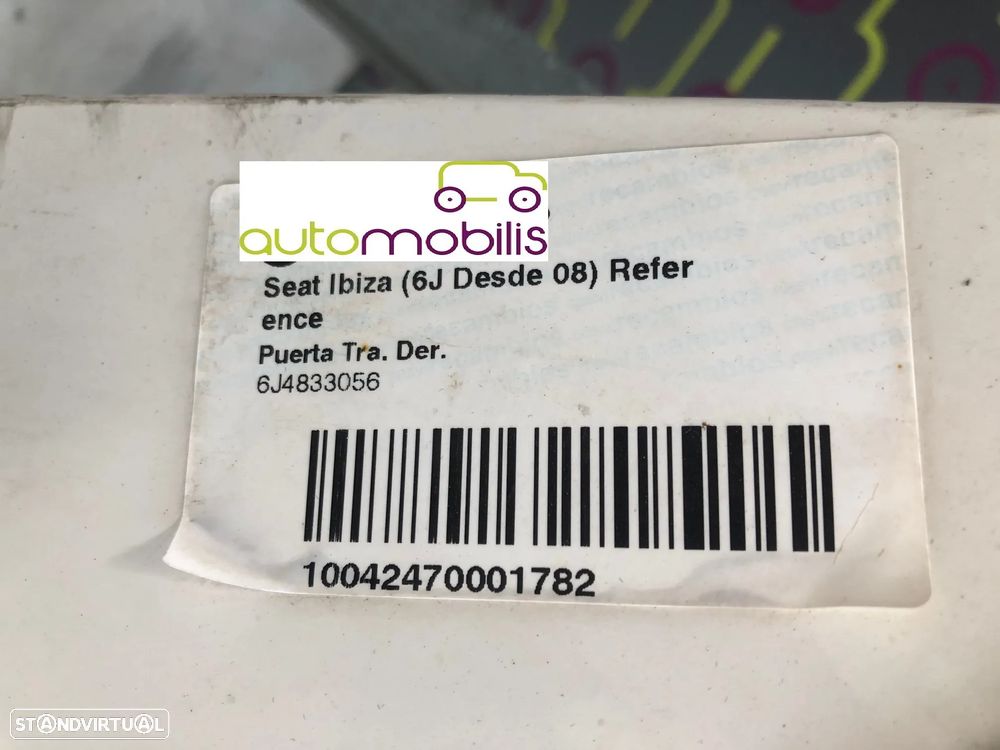 automobilis
Seat Ibiza (6J Desde 08) Refer
ence
Puerta Tra. Der.
6J4833056
10042470001782
STANDVIRTUAL